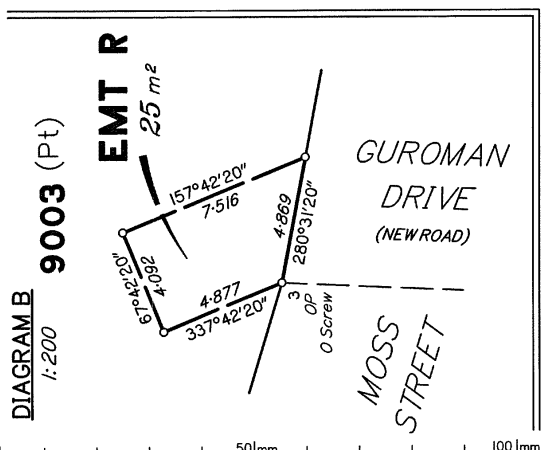 DIAGRAM B
1:200
9003 (Pt)
EMT R
25 m²
157°42'20"
7·516
67°42'20"
4·092
4·877
337°42'20"
4·869
280°31'20"
3
OP
O Screw
GUROMAN
DRIVE
(NEW ROAD)
MOSS
STREET
50 mm
100 mm